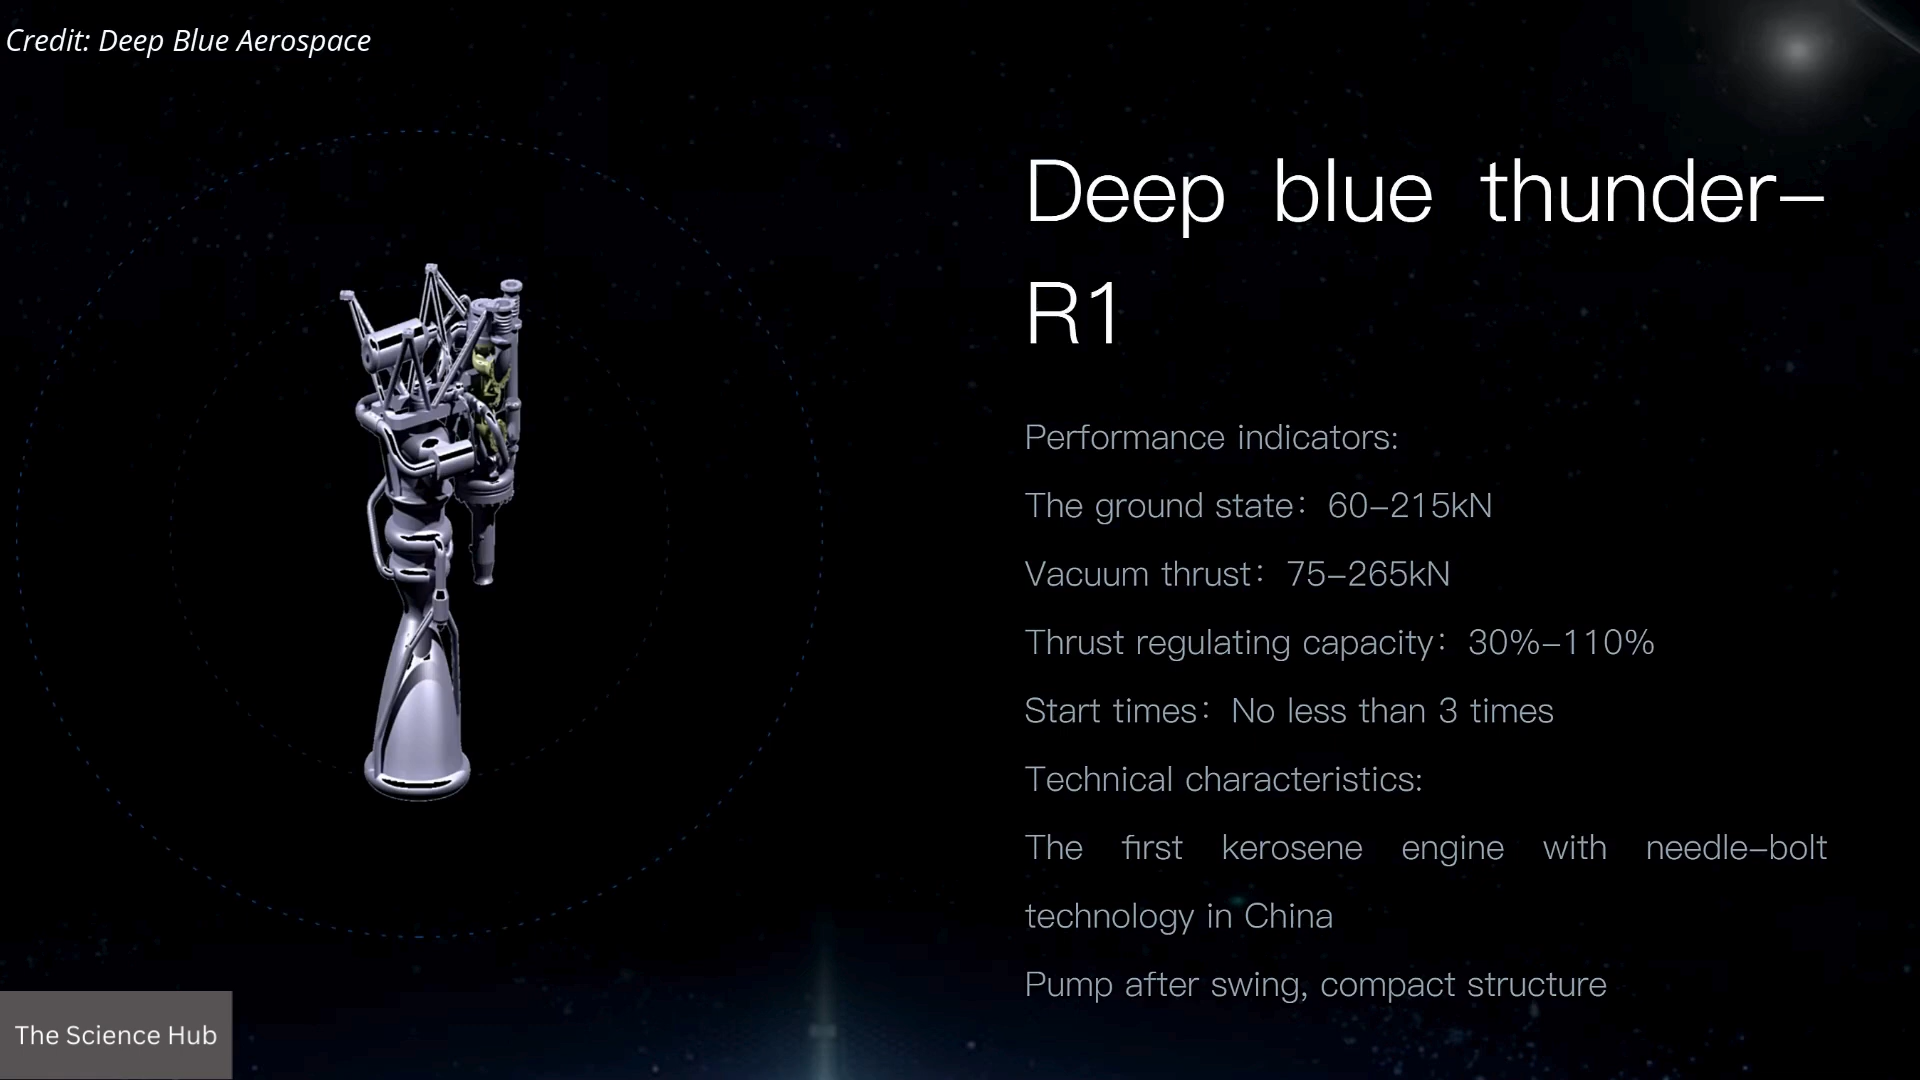 Credit: Deep Blue Aerospace
Deep blue thunder-
R1
Performance indicators:
The ground state: 60-215kN
Vacuum thrust: 75-265kN
Thrust regulating capacity: 30%-110%
Start times: No less than 3 times
Technical characteristics:
The first kerosene engine with needle-bolt
technology in China
Pump after swing, compact structure
The Science Hub